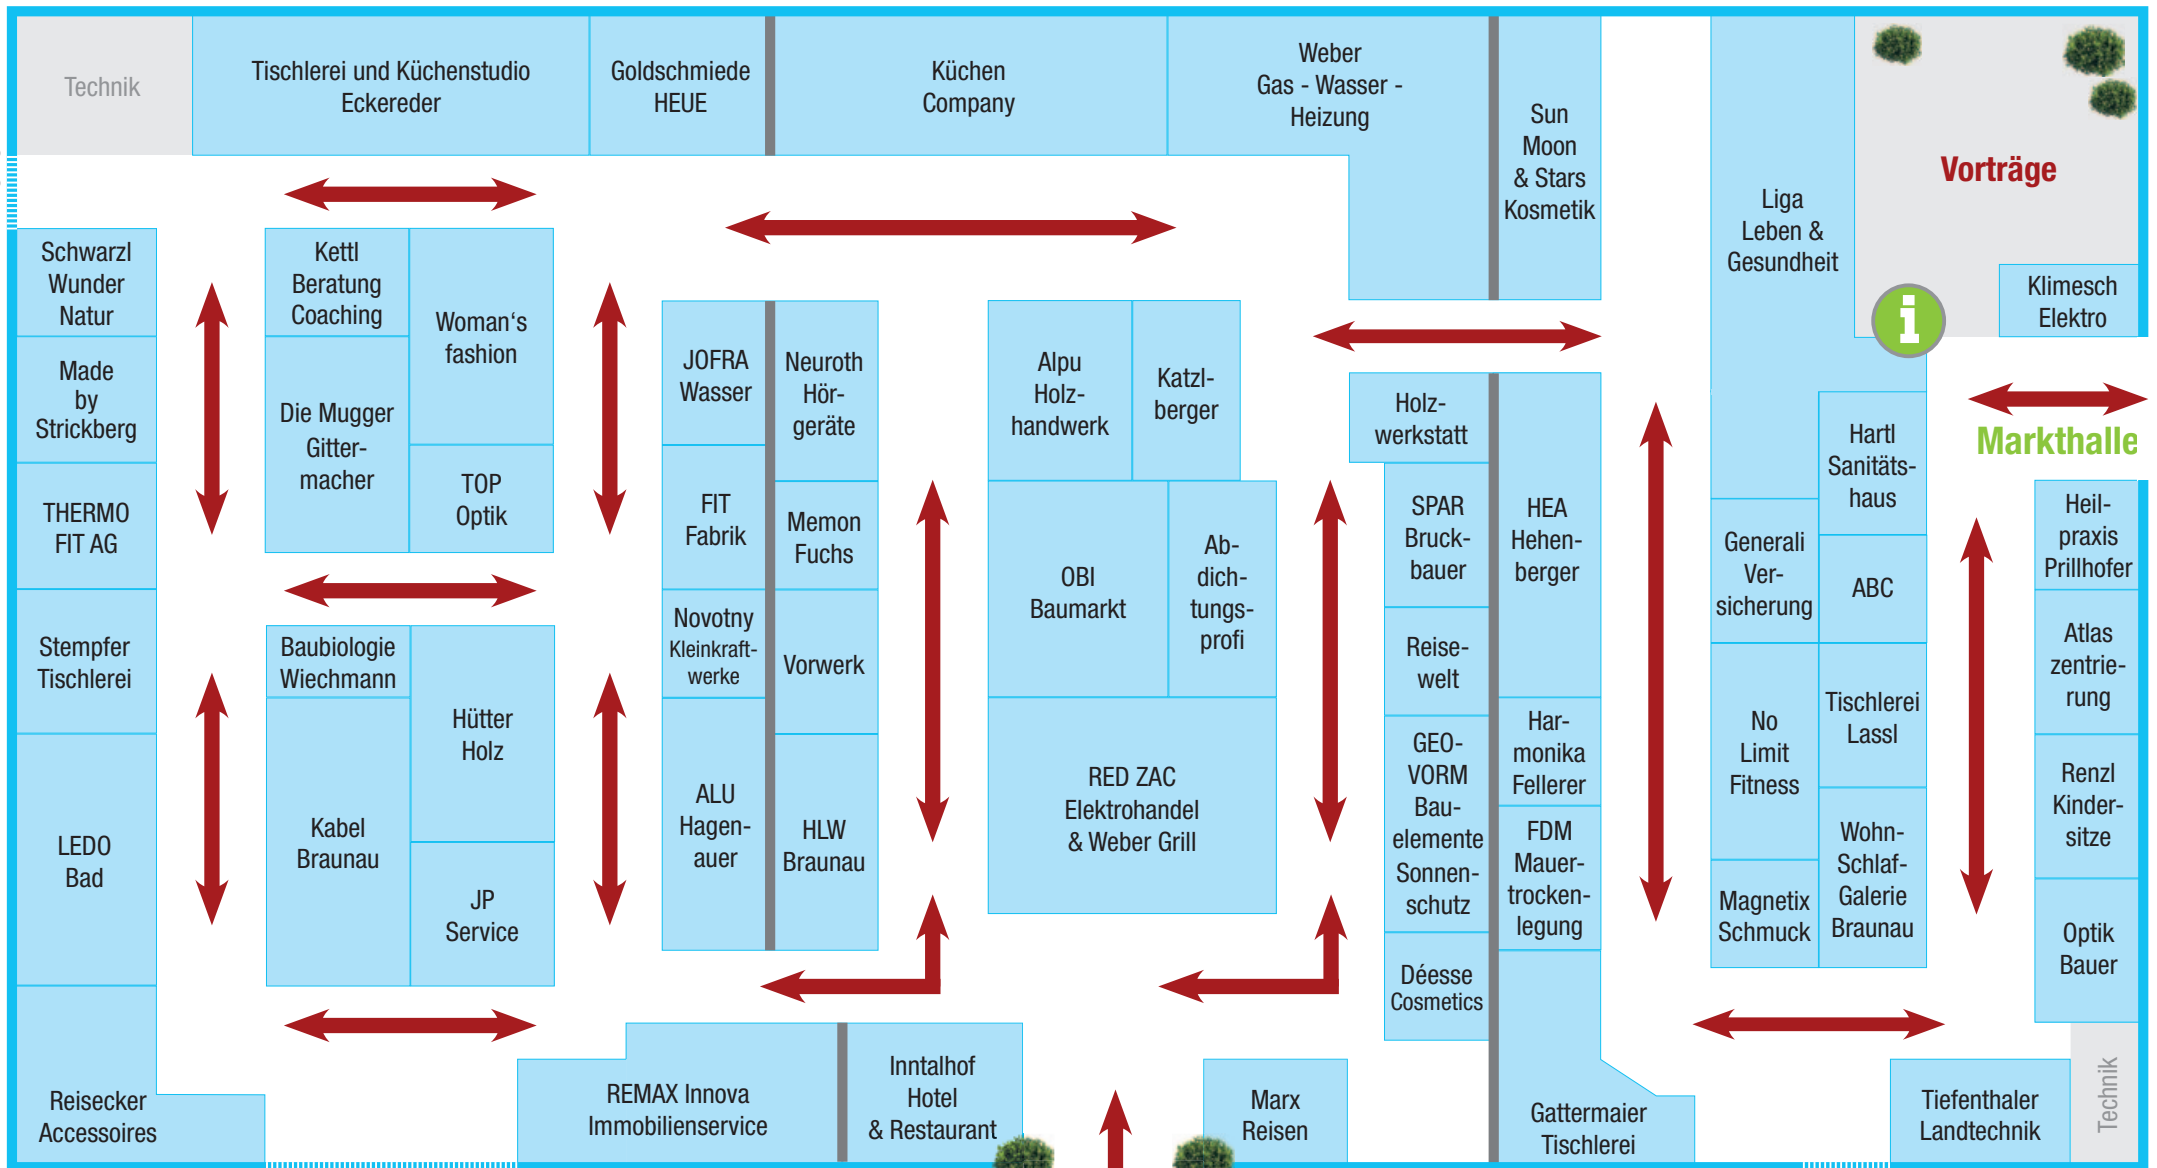 Technik
Tischlerei und Küchenstudio
Eckereder
Goldschmiede
HEUE
Küchen
Company
Weber
Gas - Wasser -
Heizung
Sun
Moon
& Stars
Kosmetik
Liga
Leben &
Gesundheit
Vorträge
Klimesch
Elektro
i
Markthalle
Schwarzl
Wunder
Natur
Made
by
Strickberg
THERMO
FIT AG
Stempfer
Tischlerei
LEDO
Bad
Reisecker
Accessoires
Kettl
Beratung
Coaching
Woman's
fashion
Die Mugger
Gitter-
macher
TOP
Optik
Baubiologie
Wiechmann
Hütter
Holz
Kabel
Braunau
JP
Service
JOFRA
Wasser
FIT
Fabrik
Novotny
Kleinkraft-
werke
ALU
Hagen-
auer
Neuroth
Hör-
geräte
Memon
Fuchs
Vorwerk
HLW
Braunau
REMAX Innova
Immobilienservice
Inntalhof
Hotel
& Restaurant
Alpu
Holz-
handwerk
Katzl-
berger
OBI
Baumarkt
Ab-
dich-
tungs-
profi
RED ZAC
Elektrohandel
& Weber Grill
Marx
Reisen
Holz-
werkstatt
SPAR
Bruck-
bauer
Reise-
welt
GEO-
VORM
Bau-
elemente
Sonnen-
schutz
Déesse
Cosmetics
HEA
Hehen-
berger
Har-
monika
Fellerer
FDM
Mauer-
trocken-
legung
Gattermaier
Tischlerei
Generali
Ver-
sicherung
No
Limit
Fitness
Magnetix
Schmuck
Hartl
Sanitäts-
haus
ABC
Tischlerei
Lassl
Wohn-
Schlaf-
Galerie
Braunau
Heil-
praxis
Prillhofer
Atlas
zentrie-
rung
Renzl
Kinder-
sitze
Optik
Bauer
Tiefenthaler
Landtechnik
Technik